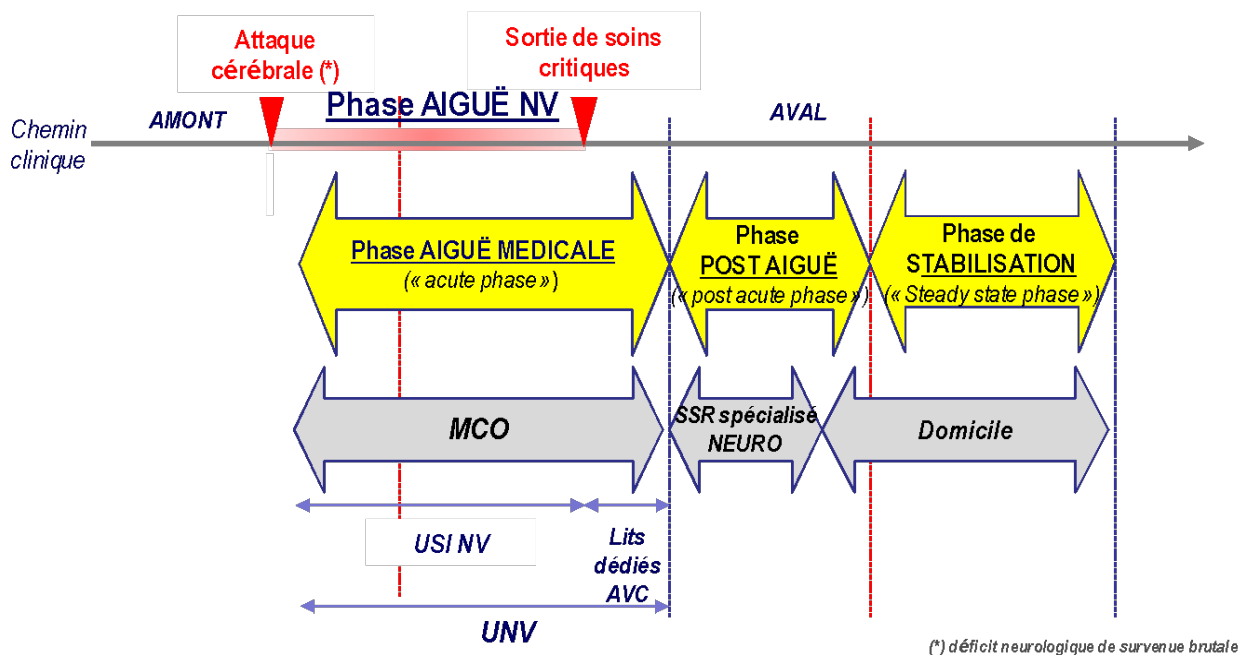 Attaque
cérébrale (*)
Sortie de soins
critiques
Phase AIGUË NV
AMONT
AVAL
Chemin
clinique
Phase AIGUË MEDICALE
(« acute phase »)
Phase
POST AIGUË
(« post acute phase »)
Phase de
STABILISATION
(« Steady state phase »)
MCO
SSR spécialisé
NEURO
Domicile
USI NV
Lits
dédiés
AVC
UNV
(*) déficit neurologique de survenue brutale